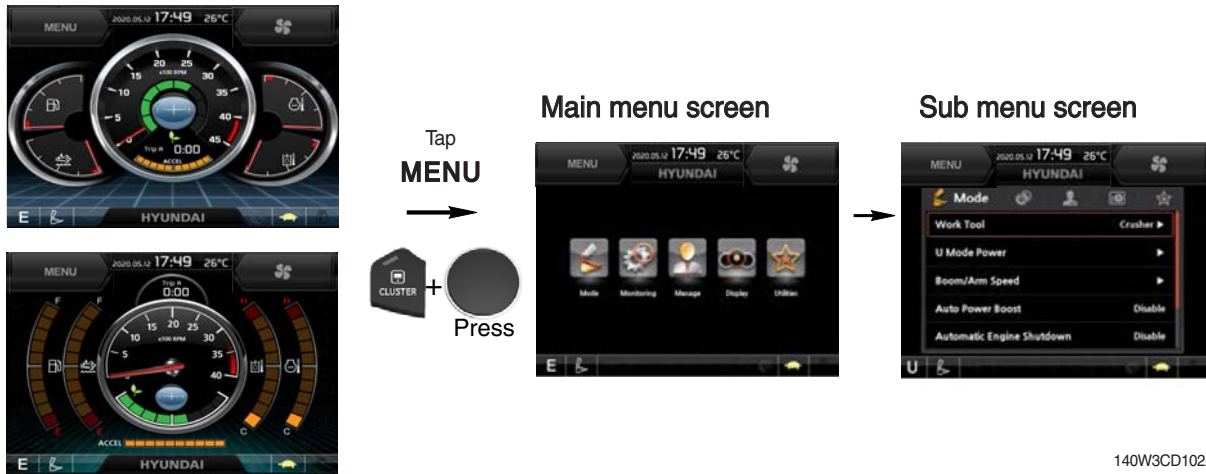 MENU
2020.05.12 17:49 26°C
20 25
15 x100 RPM 30
10 35
5 40
0 45
Trip A 0:00
ACCEL
E HYUNDAI
MENU
2020.05.12 17:49 26°C
Trip A
0:00
F F H H
15 20 25
10 x100 RPM 30
5 35
40
E E C C
ACCEL
E HYUNDAI
Tap
MENU
CLUSTER + Press
Main menu screen
MENU
2020.05.12 17:49 26°C
HYUNDAI
Mode Monitoring Manage Display Utilities
E
Sub menu screen
MENU
2020.05.12 17:49 26°C
HYUNDAI
Mode
Work Tool Crusher ▶
U Mode Power ▶
Boom/Arm Speed ▶
Auto Power Boost Disable
Automatic Engine Shutdown Disable
U
140W3CD102